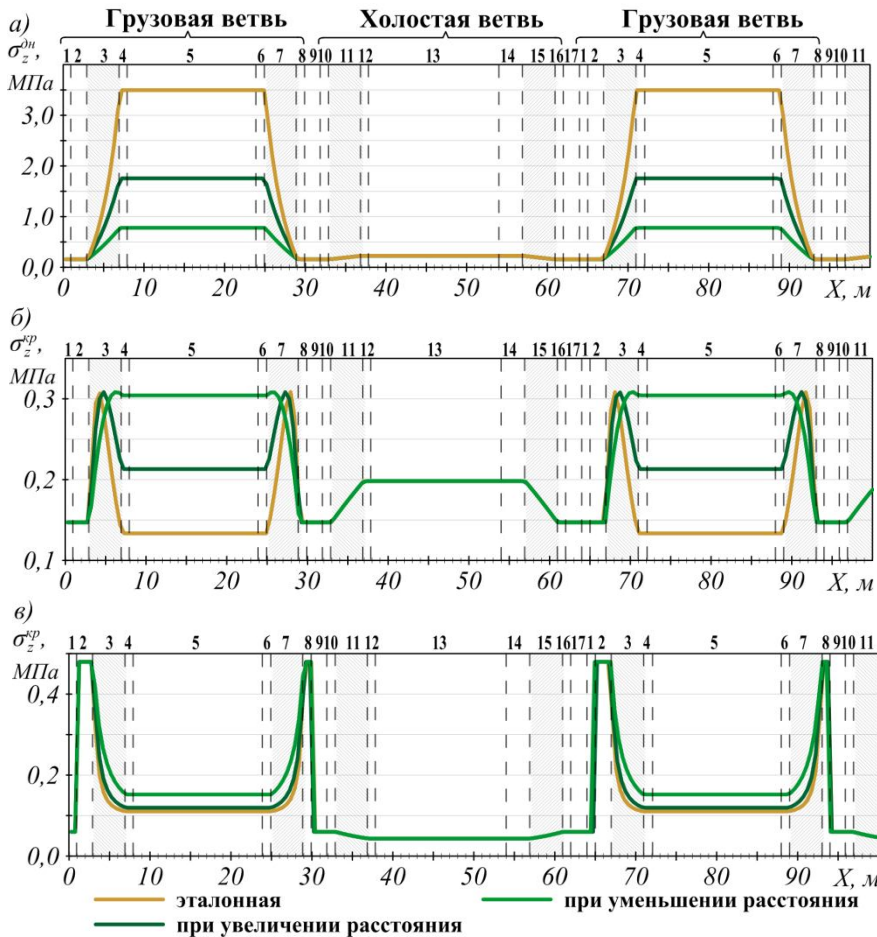 а) Грузовая ветвь Холостая ветвь Грузовая ветвь
σ_z^{дн}, 1 2 3 4 5 6 7 8 9 10 11 12 13 14 15 16 17 1 2 3 4 5 6 7 8 9 10 11
МПа
3,0
2,0
1,0
0,0
0 10 20 30 40 50 60 70 80 90 X, м
б)
σ_z^{кр}, 1 2 3 4 5 6 7 8 9 10 11 12 13 14 15 16 17 1 2 3 4 5 6 7 8 9 10 11
МПа
0,3
0,2
0,1
0 10 20 30 40 50 60 70 80 90 X, м
в)
σ_z^{кр}, 1 2 3 4 5 6 7 8 9 10 11 12 13 14 15 16 17 1 2 3 4 5 6 7 8 9 10 11
МПа
0,4
0,2
0,0
0 10 20 30 40 50 60 70 80 90 X, м
эталонная при уменьшении расстояния
при увеличении расстояния